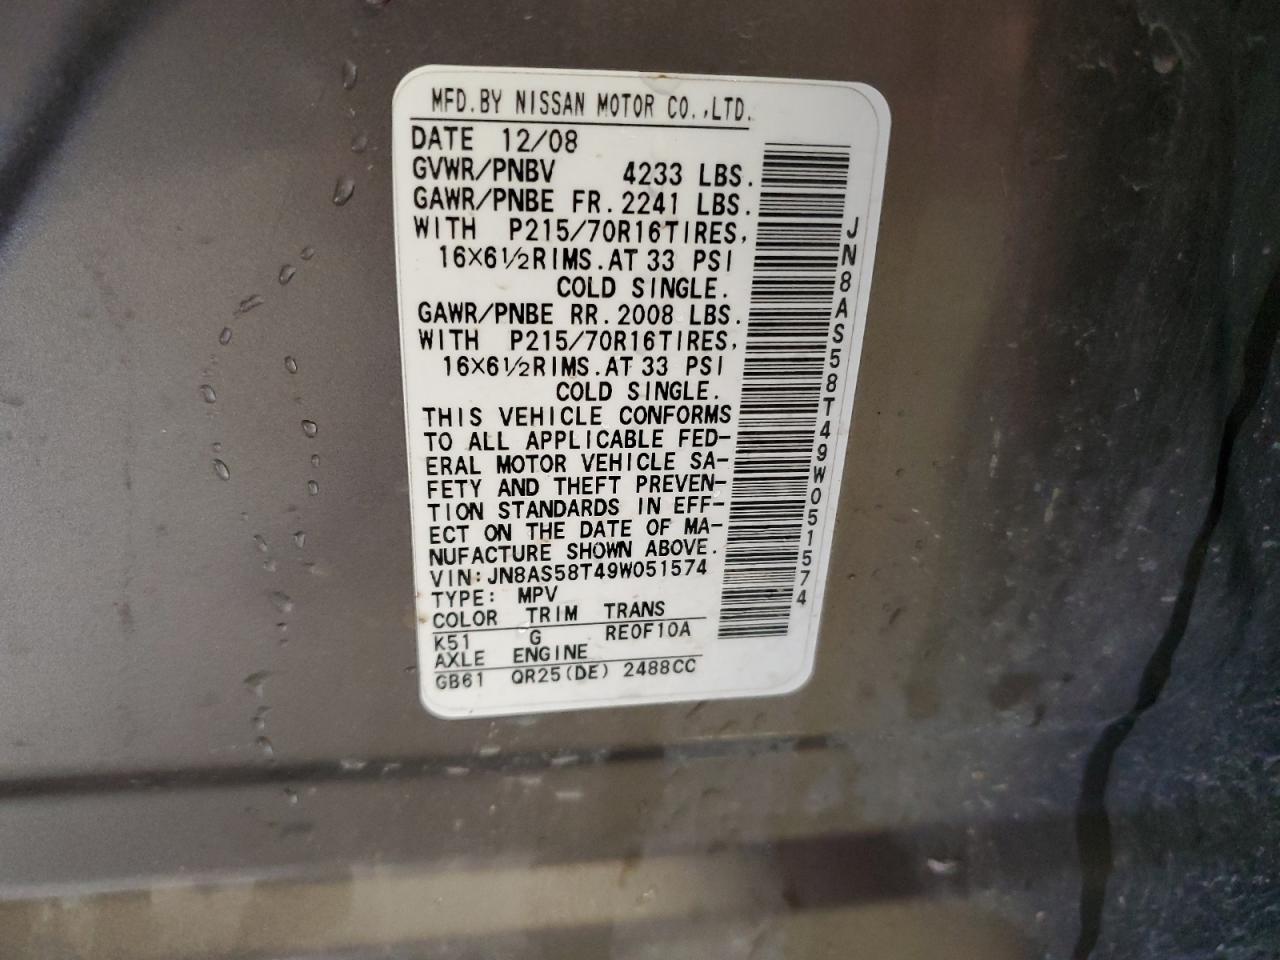 MFD.BY NISSAN MOTOR CO.,LTD.
DATE 12/08
GVWR/PNBV 4233 LBS.
GAWR/PNBE FR.2241 LBS.
WITH P215/70R16TIRES,
16×6½RIMS.AT 33 PSI
COLD SINGLE.
GAWR/PNBE RR.2008 LBS.
WITH P215/70R16TIRES,
16×6½RIMS.AT 33 PSI
COLD SINGLE.
THIS VEHICLE CONFORMS
TO ALL APPLICABLE FED-
ERAL MOTOR VEHICLE SA-
FETY AND THEFT PREVEN-
TION STANDARDS IN EFF-
ECT ON THE DATE OF MA-
NUFACTURE SHOWN ABOVE.
VIN:JN8AS58T49W051574
TYPE: MPV
COLOR TRIM TRANS
K51 G RE0F10A
AXLE ENGINE
GB61 QR25(DE) 2488CC
JN8AS58T49W051574